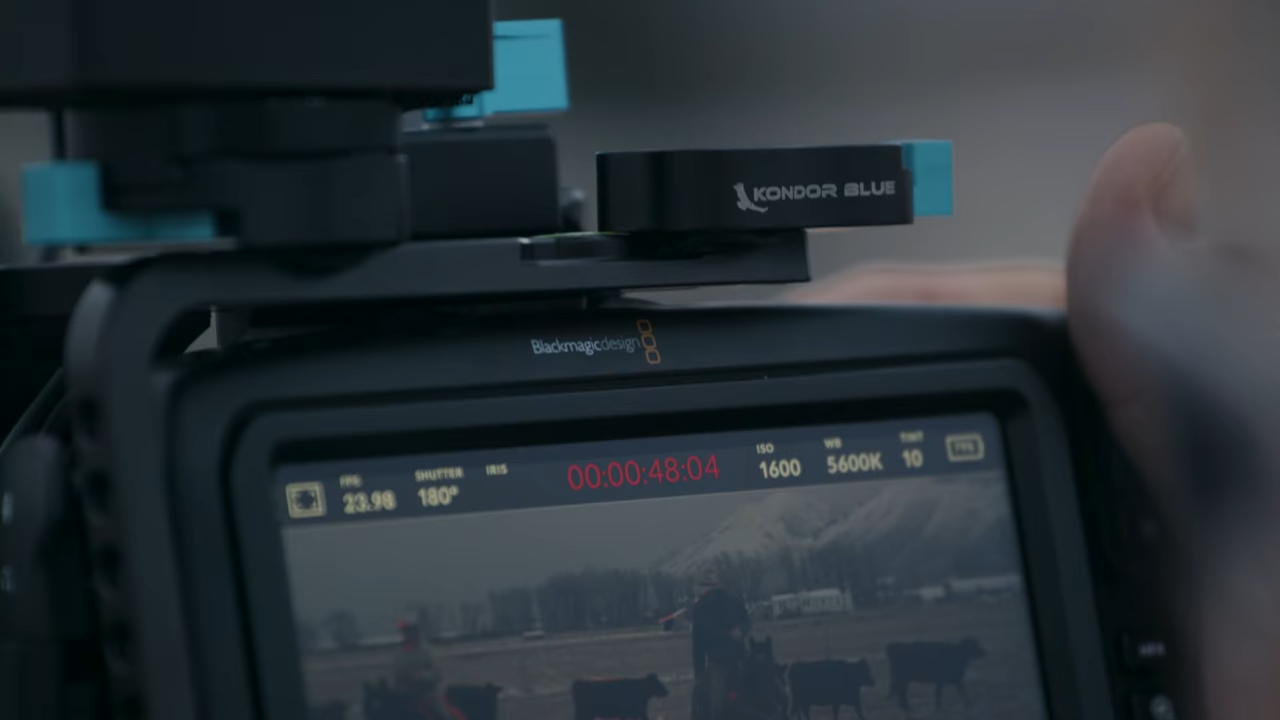 KONDOR BLUE
Blackmagicdesign
FPS SHUTTER IRIS 00:00:48:04 ISO WB TINT
23.98 180° 1600 5600K 10